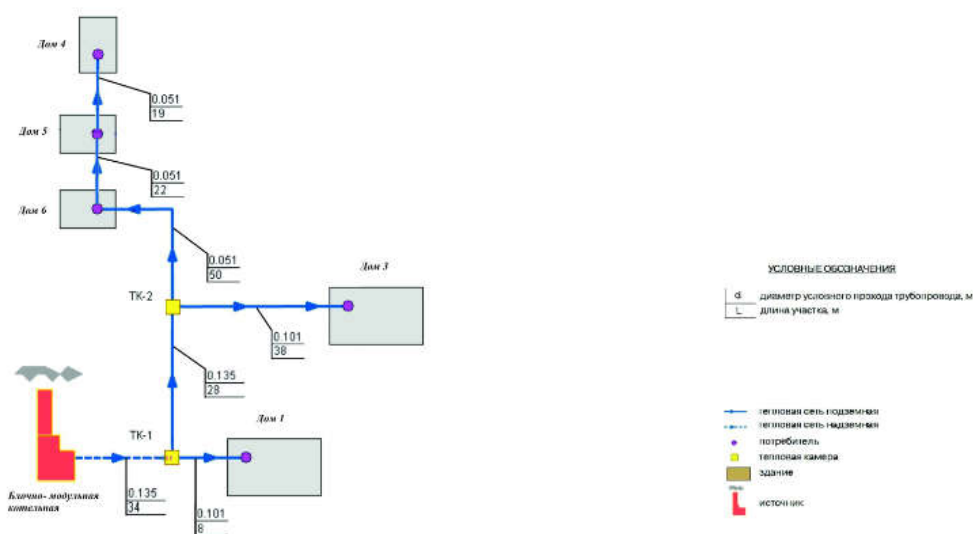 Дом 4
0.051
19
Дом 5
0.051
22
Дом 6
0.051
50
Дом 3
ТК-2
0.101
38
0.135
28
Дом 1
ТК-1
Блочно- модульная
котельная
0.135
34
0.101
8
УСЛОВНЫЕ ОБОЗНАЧЕНИЯ
d диаметр условного прохода трубопровода, м
L длина участка, м
тепловая сеть подземная
тепловая сеть надземная
потребитель
тепловая камера
здание
источник